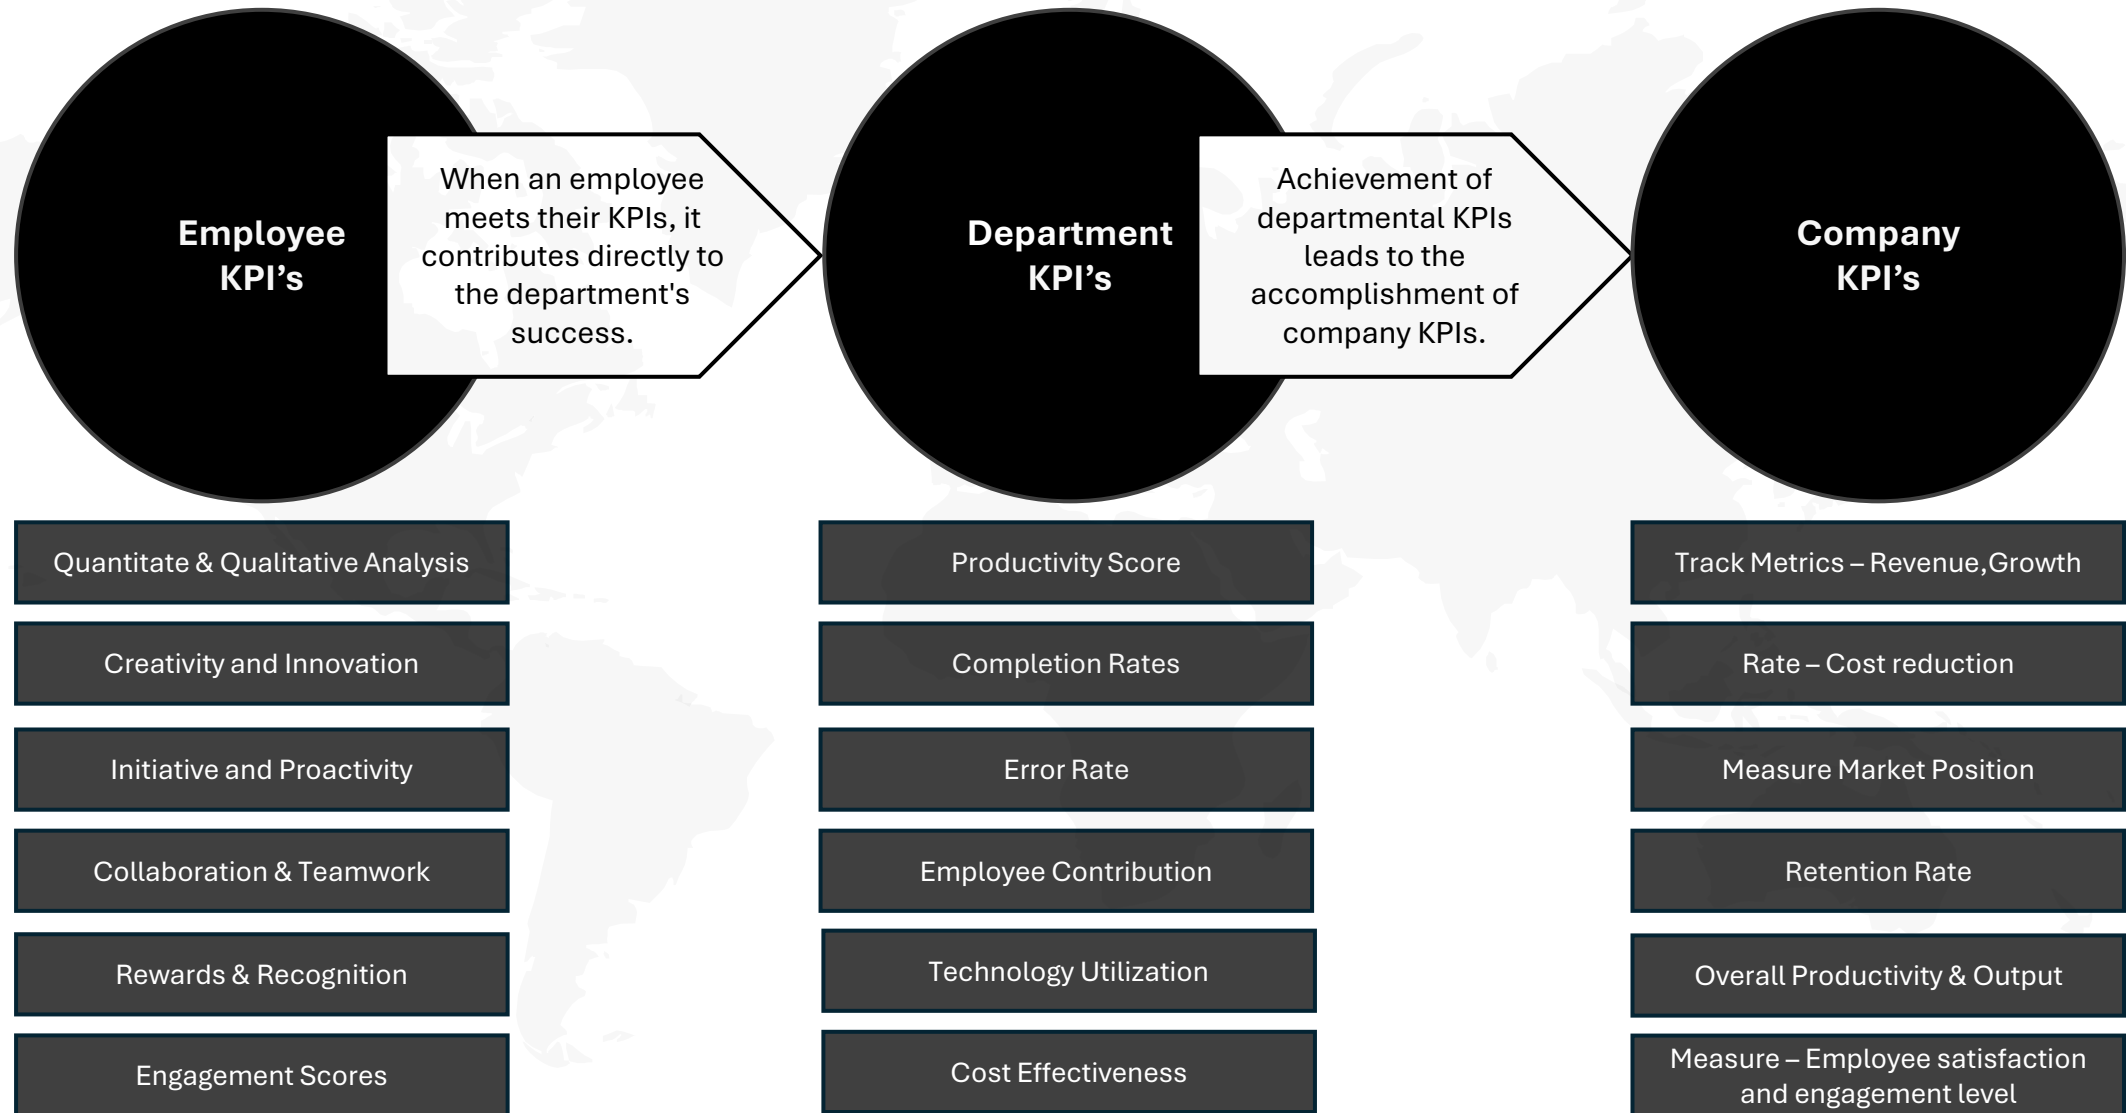 Employee
KPI’s
When an employee
meets their KPIs, it
contributes directly to
the department's
success.
Department
KPI’s
Achievement of
departmental KPIs
leads to the
accomplishment of
company KPIs.
Company
KPI’s
Quantitate & Qualitative Analysis
Creativity and Innovation
Initiative and Proactivity
Collaboration & Teamwork
Rewards & Recognition
Engagement Scores
Productivity Score
Completion Rates
Error Rate
Employee Contribution
Technology Utilization
Cost Effectiveness
Track Metrics – Revenue,Growth
Rate – Cost reduction
Measure Market Position
Retention Rate
Overall Productivity & Output
Measure – Employee satisfaction
and engagement level